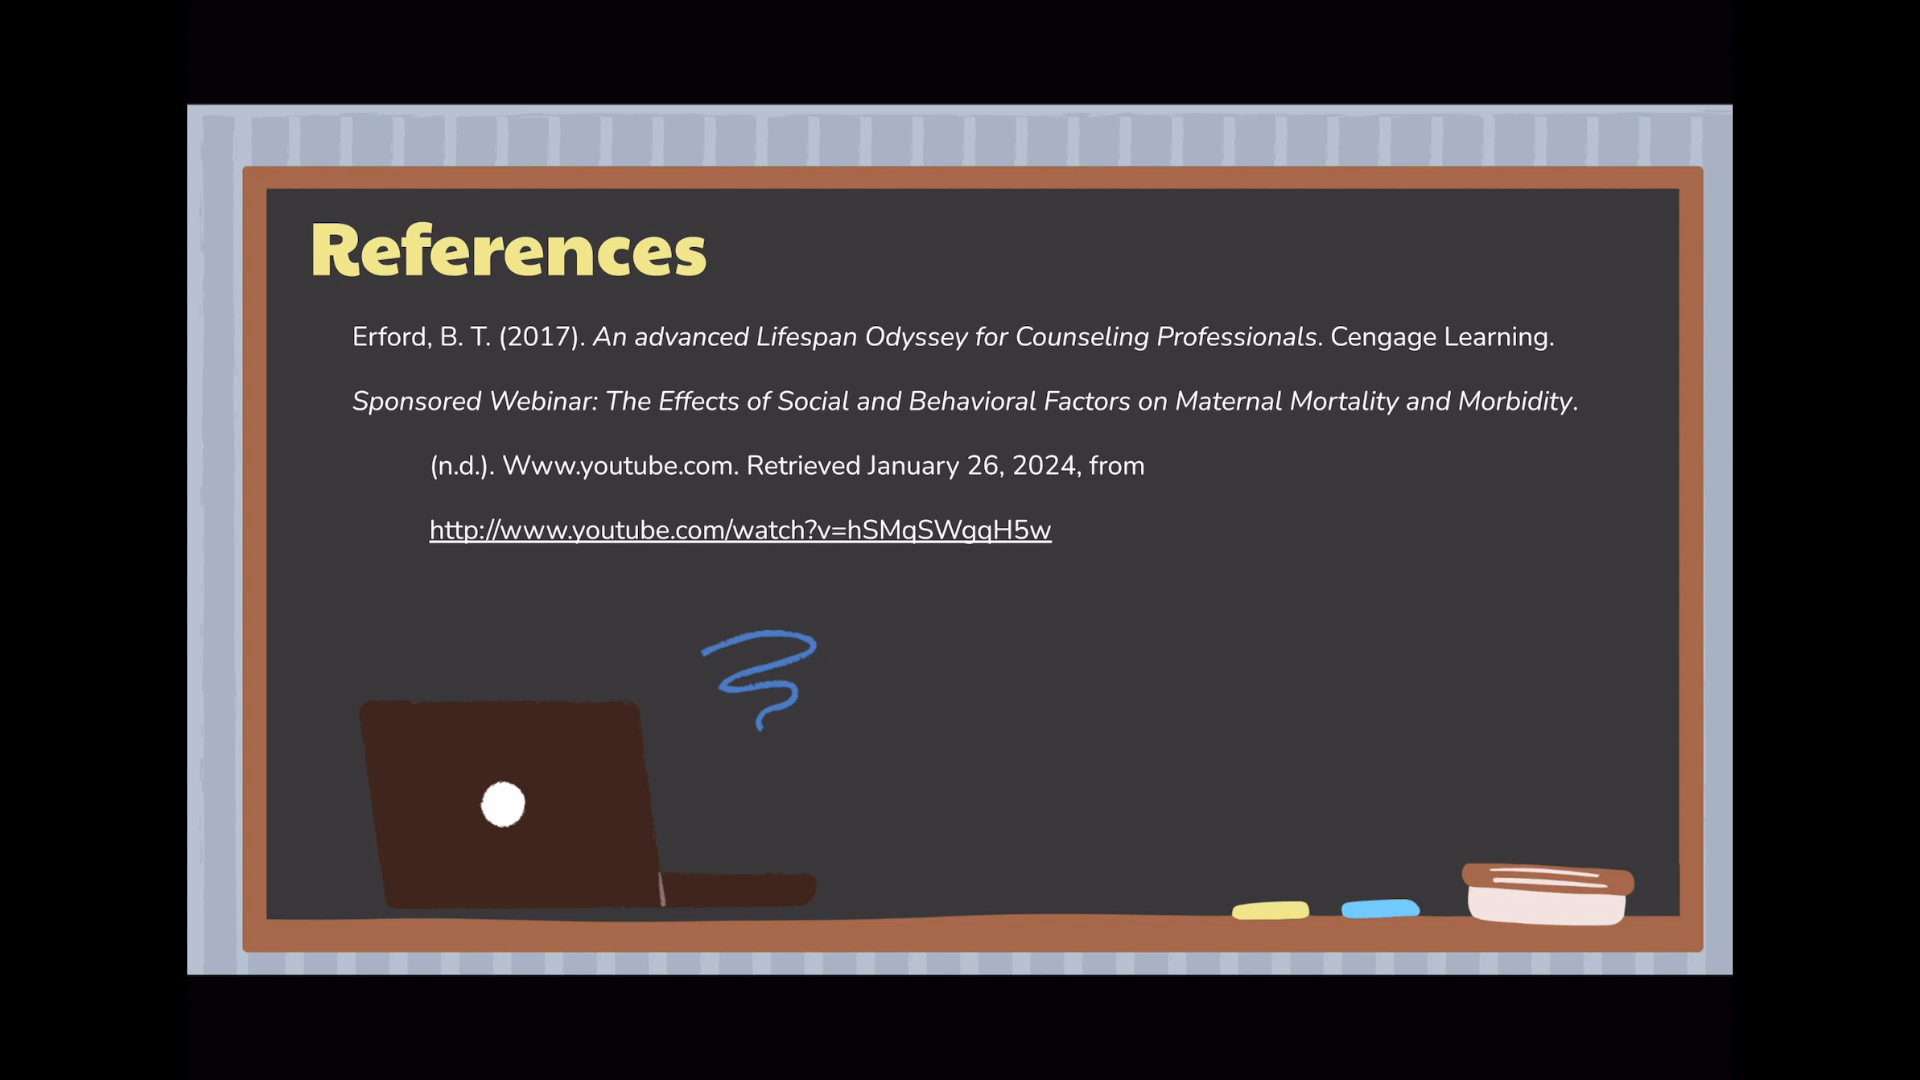 References
Erford, B. T. (2017). An advanced Lifespan Odyssey for Counseling Professionals. Cengage Learning.
Sponsored Webinar: The Effects of Social and Behavioral Factors on Maternal Mortality and Morbidity.
(n.d.). Www.youtube.com. Retrieved January 26, 2024, from
http://www.youtube.com/watch?v=hSMqSWgqH5w